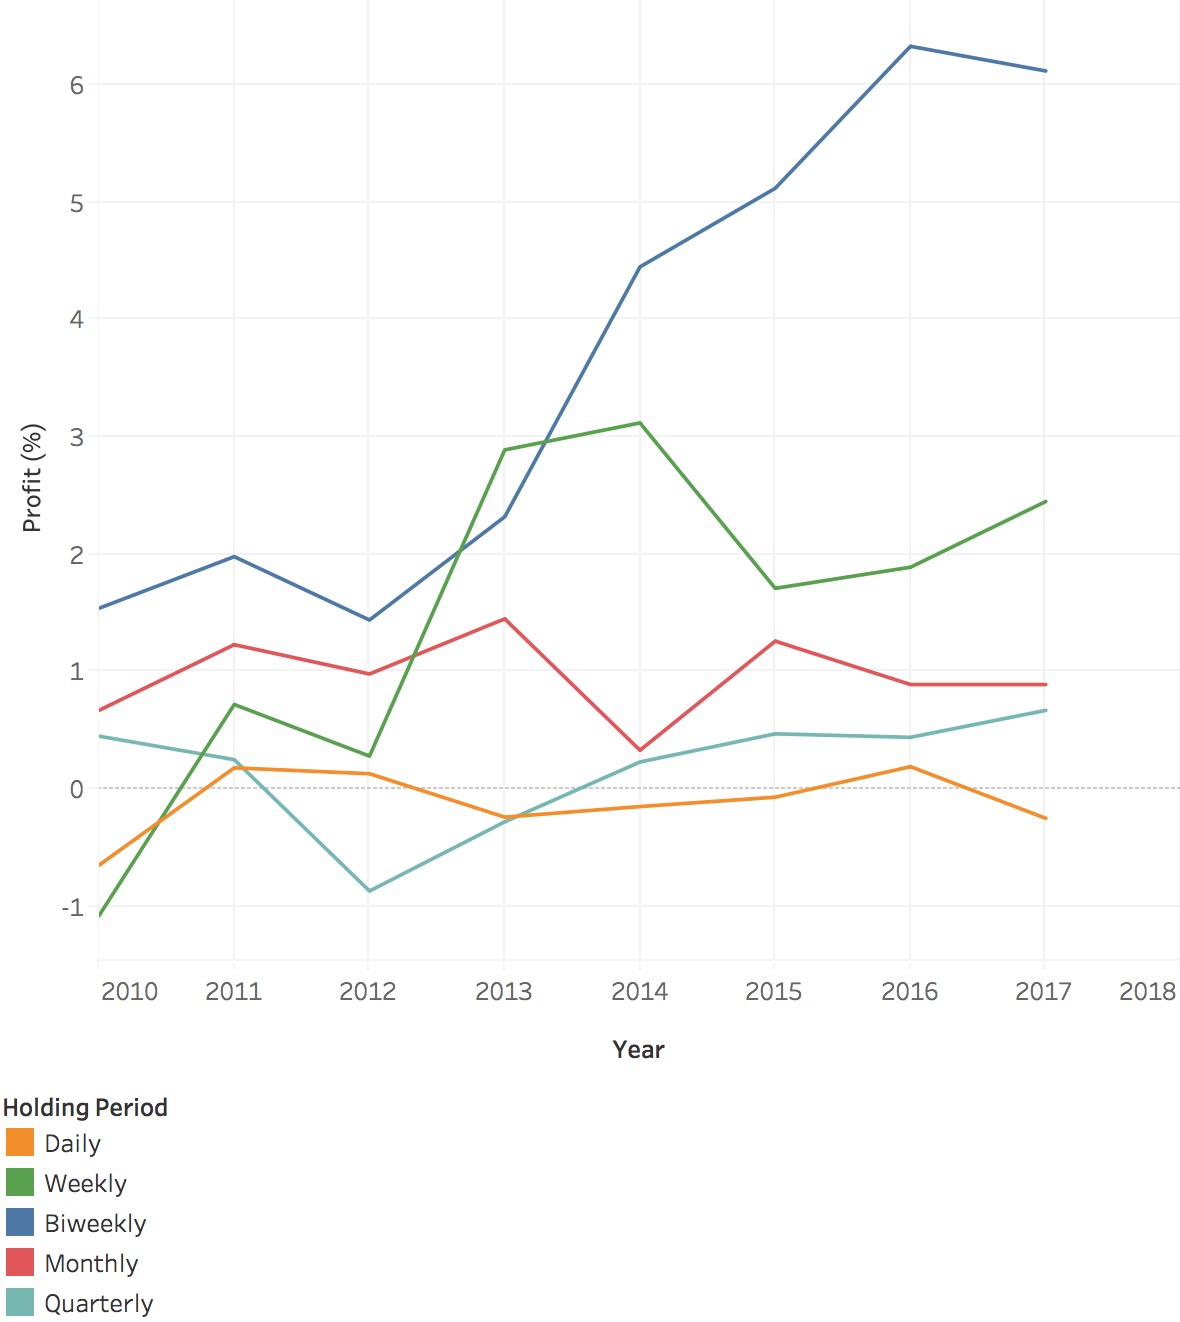 6
5
4
3
2
1
0
-1
Profit (%)
2010 2011 2012 2013 2014 2015 2016 2017 2018
Year
Holding Period
Daily
Weekly
Biweekly
Monthly
Quarterly